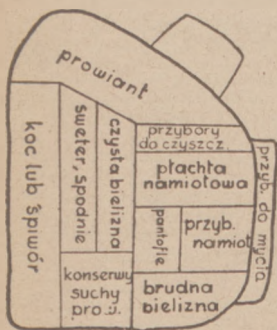 prowiant
koc lub śpiwór
sweter, spodnie
czysta bielizna
przybory
do czyszcz.
płachta
namiotowa
pantofle
przyb.
namiot
przyb. do mycia
konserwy
suchy
brudna
bielizna